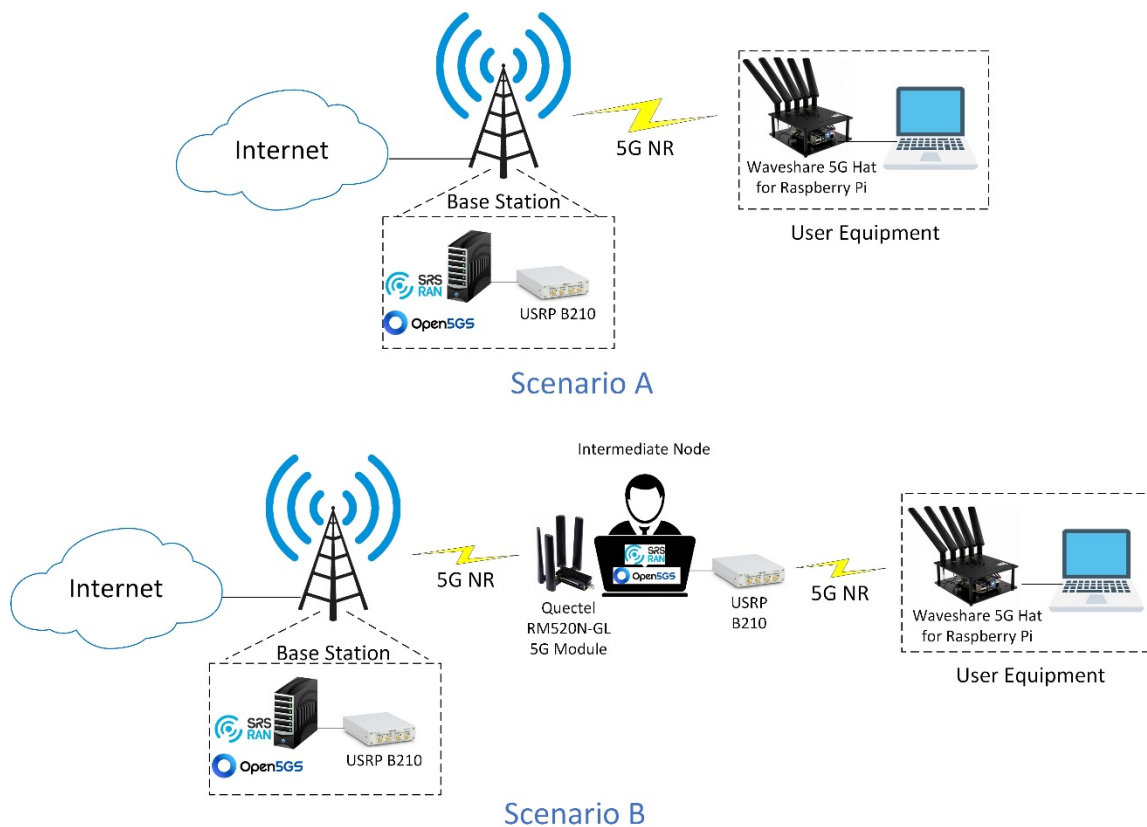 Internet
5G NR
Waveshare 5G Hat
for Raspberry Pi
User Equipment
Base Station
SRS
RAN
Open5GS
USRP B210
Scenario A
Intermediate Node
Internet
5G NR
SRS
RAN
Open5GS
Quectel
RM520N-GL
5G Module
USRP
B210
5G NR
Waveshare 5G Hat
for Raspberry Pi
User Equipment
Base Station
SRS
RAN
Open5GS
USRP B210
Scenario B